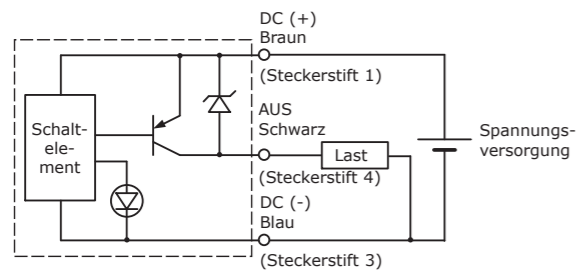 DC (+)
Braun
(Steckerstift 1)
AUS
Schwarz
Schalt-
ele-
ment
Last
Spannungs-
versorgung
(Steckerstift 4)
DC (-)
Blau
(Steckerstift 3)